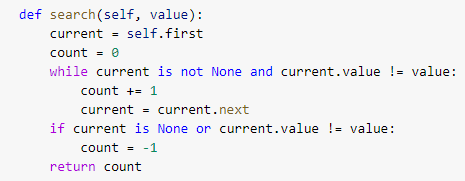 def search(self, value):
    current = self.first
    count = 0
    while current is not None and current.value != value:
        count += 1
        current = current.next
    if current is None or current.value != value:
        count = -1
    return count